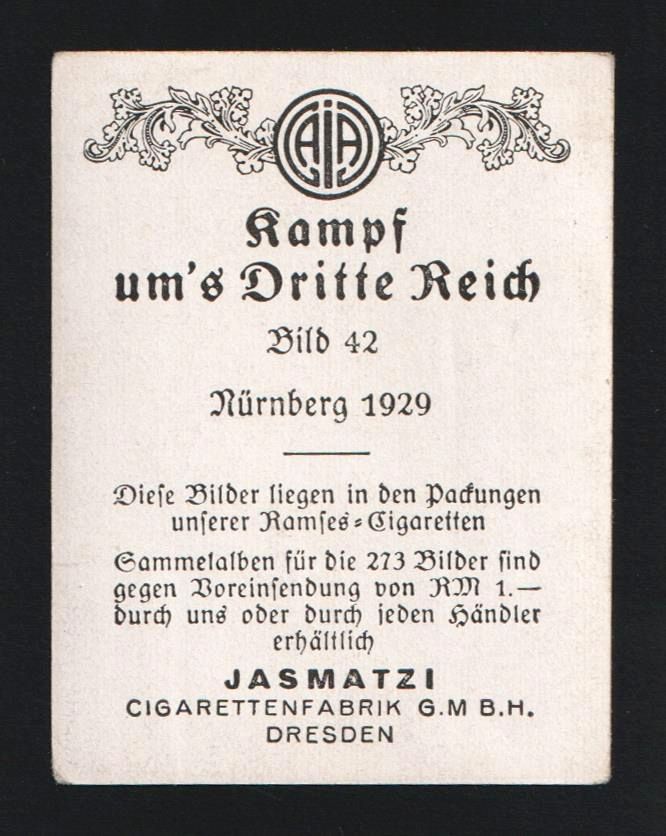 AiA
Kampf
um's Dritte Reich
Bild 42
Nürnberg 1929
Diese Bilder liegen in den Packungen
unserer Ramses=Cigaretten
Sammelalben für die 273 Bilder sind
gegen Voreinsendung von RM 1.—
durch uns oder durch jeden Händler
erhältlich
JASMATZI
CIGARETTENFABRIK G.M B.H.
DRESDEN